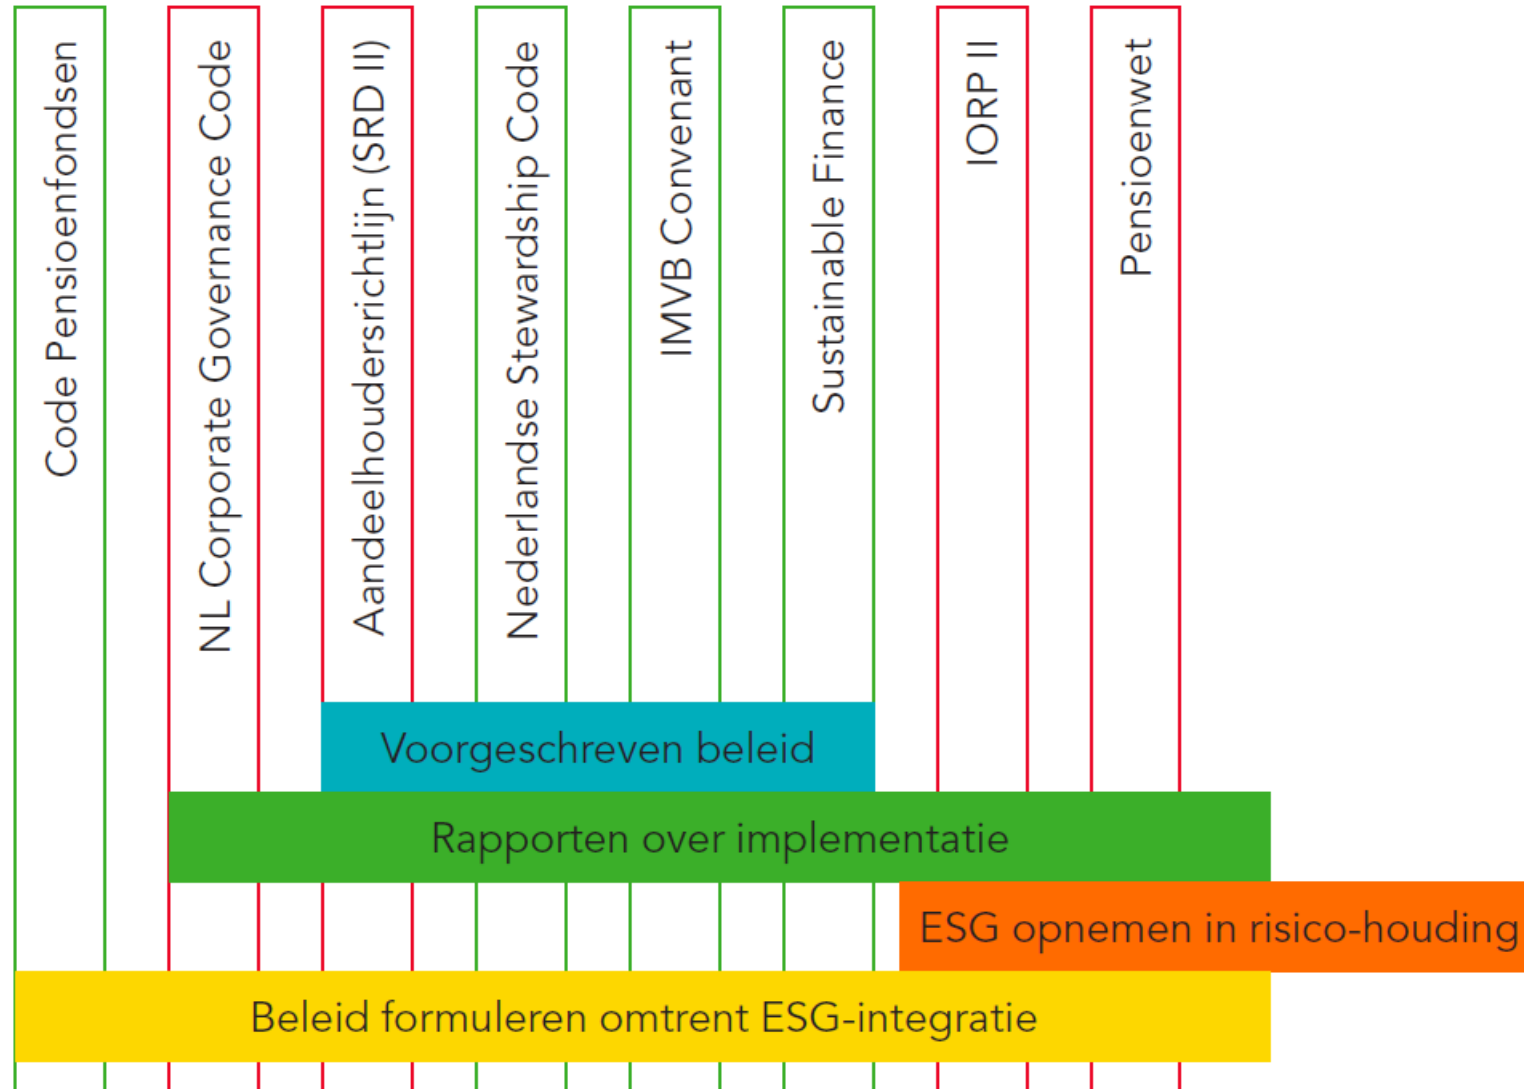 Code Pensioenfondsen
NL Corporate Governance Code
Aandeelhoudersrichtlijn (SRD II)
Nederlandse Stewardship Code
IMVB Convenant
Sustainable Finance
IORP II
Pensioenwet
Voorgeschreven beleid
Rapporten over implementatie
ESG opnemen in risico-houding
Beleid formuleren omtrent ESG-integratie